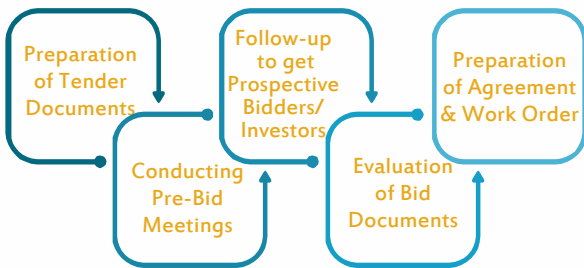 Preparation
of Tender
Documents
Conducting
Pre-Bid
Meetings
Follow-up
to get
Prospective
Bidders/
Investors
Evaluation
of Bid
Documents
Preparation
of Agreement
& Work Order